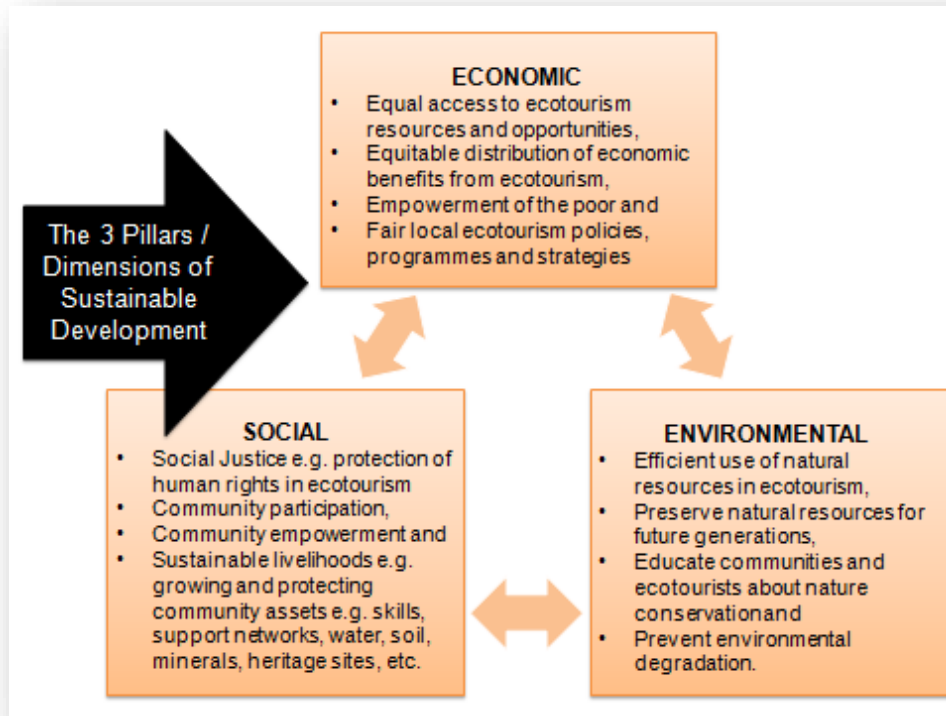 The 3 Pillars /
Dimensions of
Sustainable
Development
ECONOMIC
• Equal access to ecotourism
resources and opportunities,
• Equitable distribution of economic
benefits from ecotourism,
• Empowerment of the poor and
• Fair local ecotourism policies,
programmes and strategies
SOCIAL
• Social Justice e.g. protection of
human rights in ecotourism
• Community participation,
• Community empowerment and
• Sustainable livelihoods e.g.
growing and protecting
community assets e.g. skills,
support networks, water, soil,
minerals, heritage sites, etc.
ENVIRONMENTAL
• Efficient use of natural
resources in ecotourism,
• Preserve natural resources for
future generations,
• Educate communities and
ecotourists about nature
conservation and
• Prevent environmental
degradation.